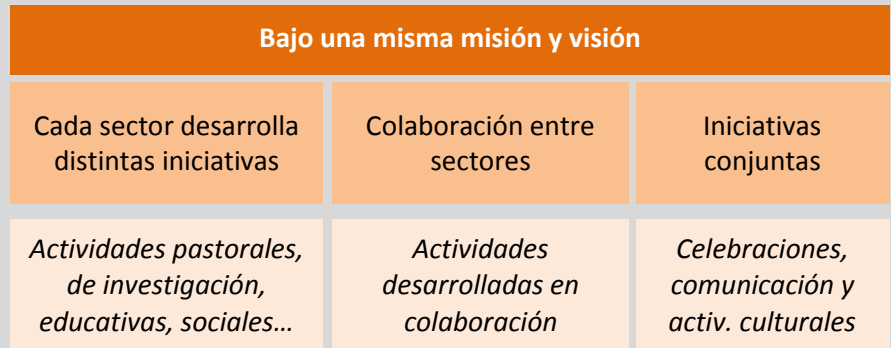 Bajo una misma misión y visión
Cada sector desarrolla
distintas iniciativas
Colaboración entre
sectores
Iniciativas
conjuntas
Actividades pastorales,
de investigación,
educativas, sociales…
Actividades
desarrolladas en
colaboración
Celebraciones,
comunicación y
activ. culturales